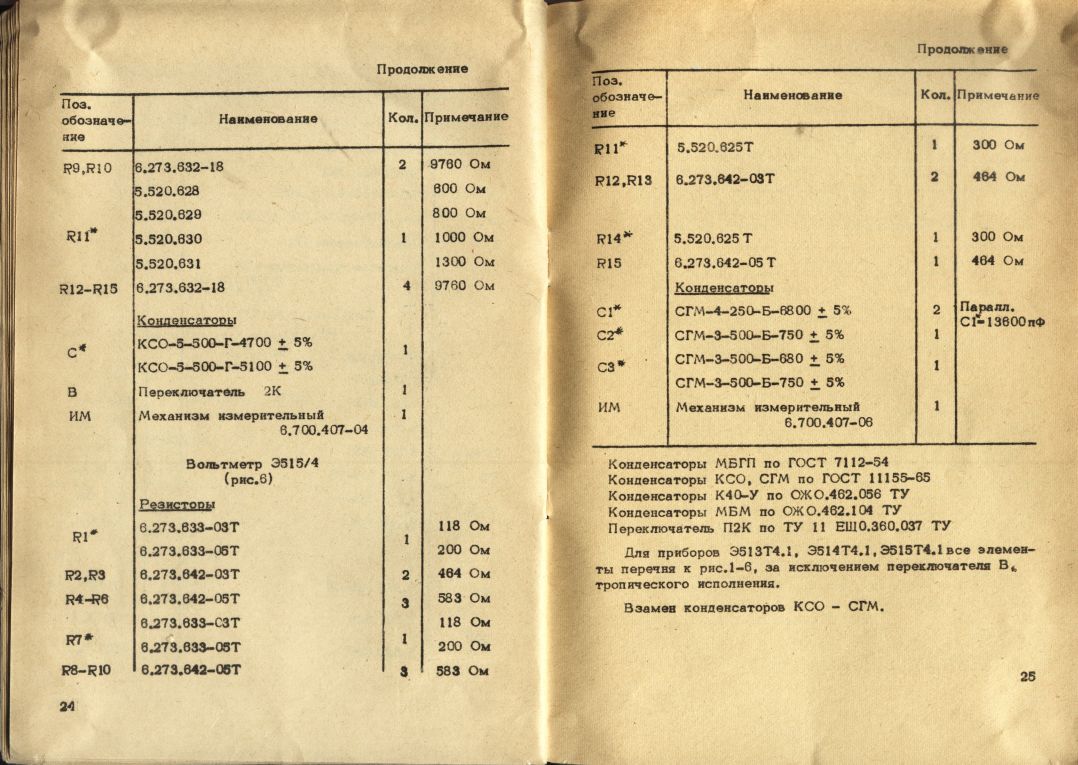 Продолжение
Поз. обозначе- ние Наименование Кол. Примечание
R9,R10 6.273.632-18 2 9760 Ом
5.520.628 600 Ом
5.520.629 800 Ом
R11* 5.520.630 1 1000 Ом
5.520.631 1300 Ом
R12-R15 6.273.632-18 4 9760 Ом
Конденсаторы
С* КСО-5-500-Г-4700 ± 5% 1
КСО-5-500-Г-5100 ± 5%
В Переключатель 2К 1
ИМ Механизм измерительный 1
6.700.407-04
Вольтметр Э515/4
(рис.6)
Резисторы
R1* 6.273.633-03Т 1 118 Ом
6.273.633-05Т 200 Ом
R2,R3 6.273.642-03Т 2 464 Ом
R4-R6 6.273.642-05Т 3 583 Ом
R7* 6.273.633-03Т 1 118 Ом
6.273.633-05Т 200 Ом
R8-R10 6.273.642-05Т 3 583 Ом
24
Продолжение
Поз. обозначе- ние Наименование Кол. Примечание
R11* 5.520.625Т 1 300 Ом
R12,R13 6.273.642-03Т 2 464 Ом
R14* 5.520.625 Т 1 300 Ом
R15 6.273.642-05 Т 1 464 Ом
Конденсаторы
С1* СГМ-4-250-Б-6800 ± 5% 2 Паралл.
С1*-13600пФ
С2* СГМ-3-500-Б-750 ± 5% 1
С3* СГМ-3-500-Б-680 ± 5% 1
СГМ-3-500-Б-750 ± 5%
ИМ Механизм измерительный 1
6.700.407-06
Конденсаторы МБГП по ГОСТ 7112-54
Конденсаторы КСО, СГМ по ГОСТ 11155-65
Конденсаторы К40-У по ОЖО.462.056 ТУ
Конденсаторы МБМ по ОЖО.462.104 ТУ
Переключатель П2К по ТУ 11 ЕЩ0.360.037 ТУ
Для приборов Э513Т4.1, Э514Т4.1, Э515Т4.1 все элемен-
ты перечня к рис.1-6, за исключением переключателя В,
тропического исполнения.
Взамен конденсаторов КСО - СГМ.
25